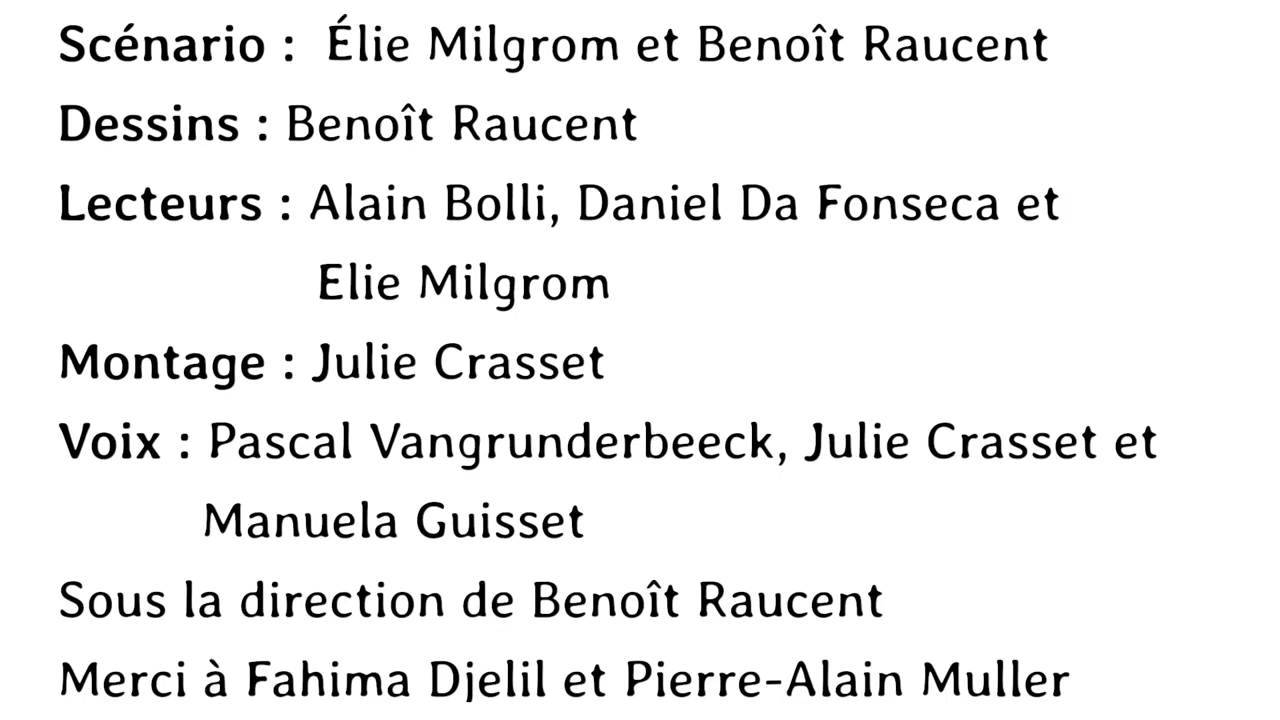 Scénario : Élie Milgrom et Benoît Raucent
Dessins : Benoît Raucent
Lecteurs : Alain Bolli, Daniel Da Fonseca et
Elie Milgrom
Montage : Julie Crasset
Voix : Pascal Vangrunderbeeck, Julie Crasset et
Manuela Guisset
Sous la direction de Benoît Raucent
Merci à Fahima Djelil et Pierre-Alain Muller